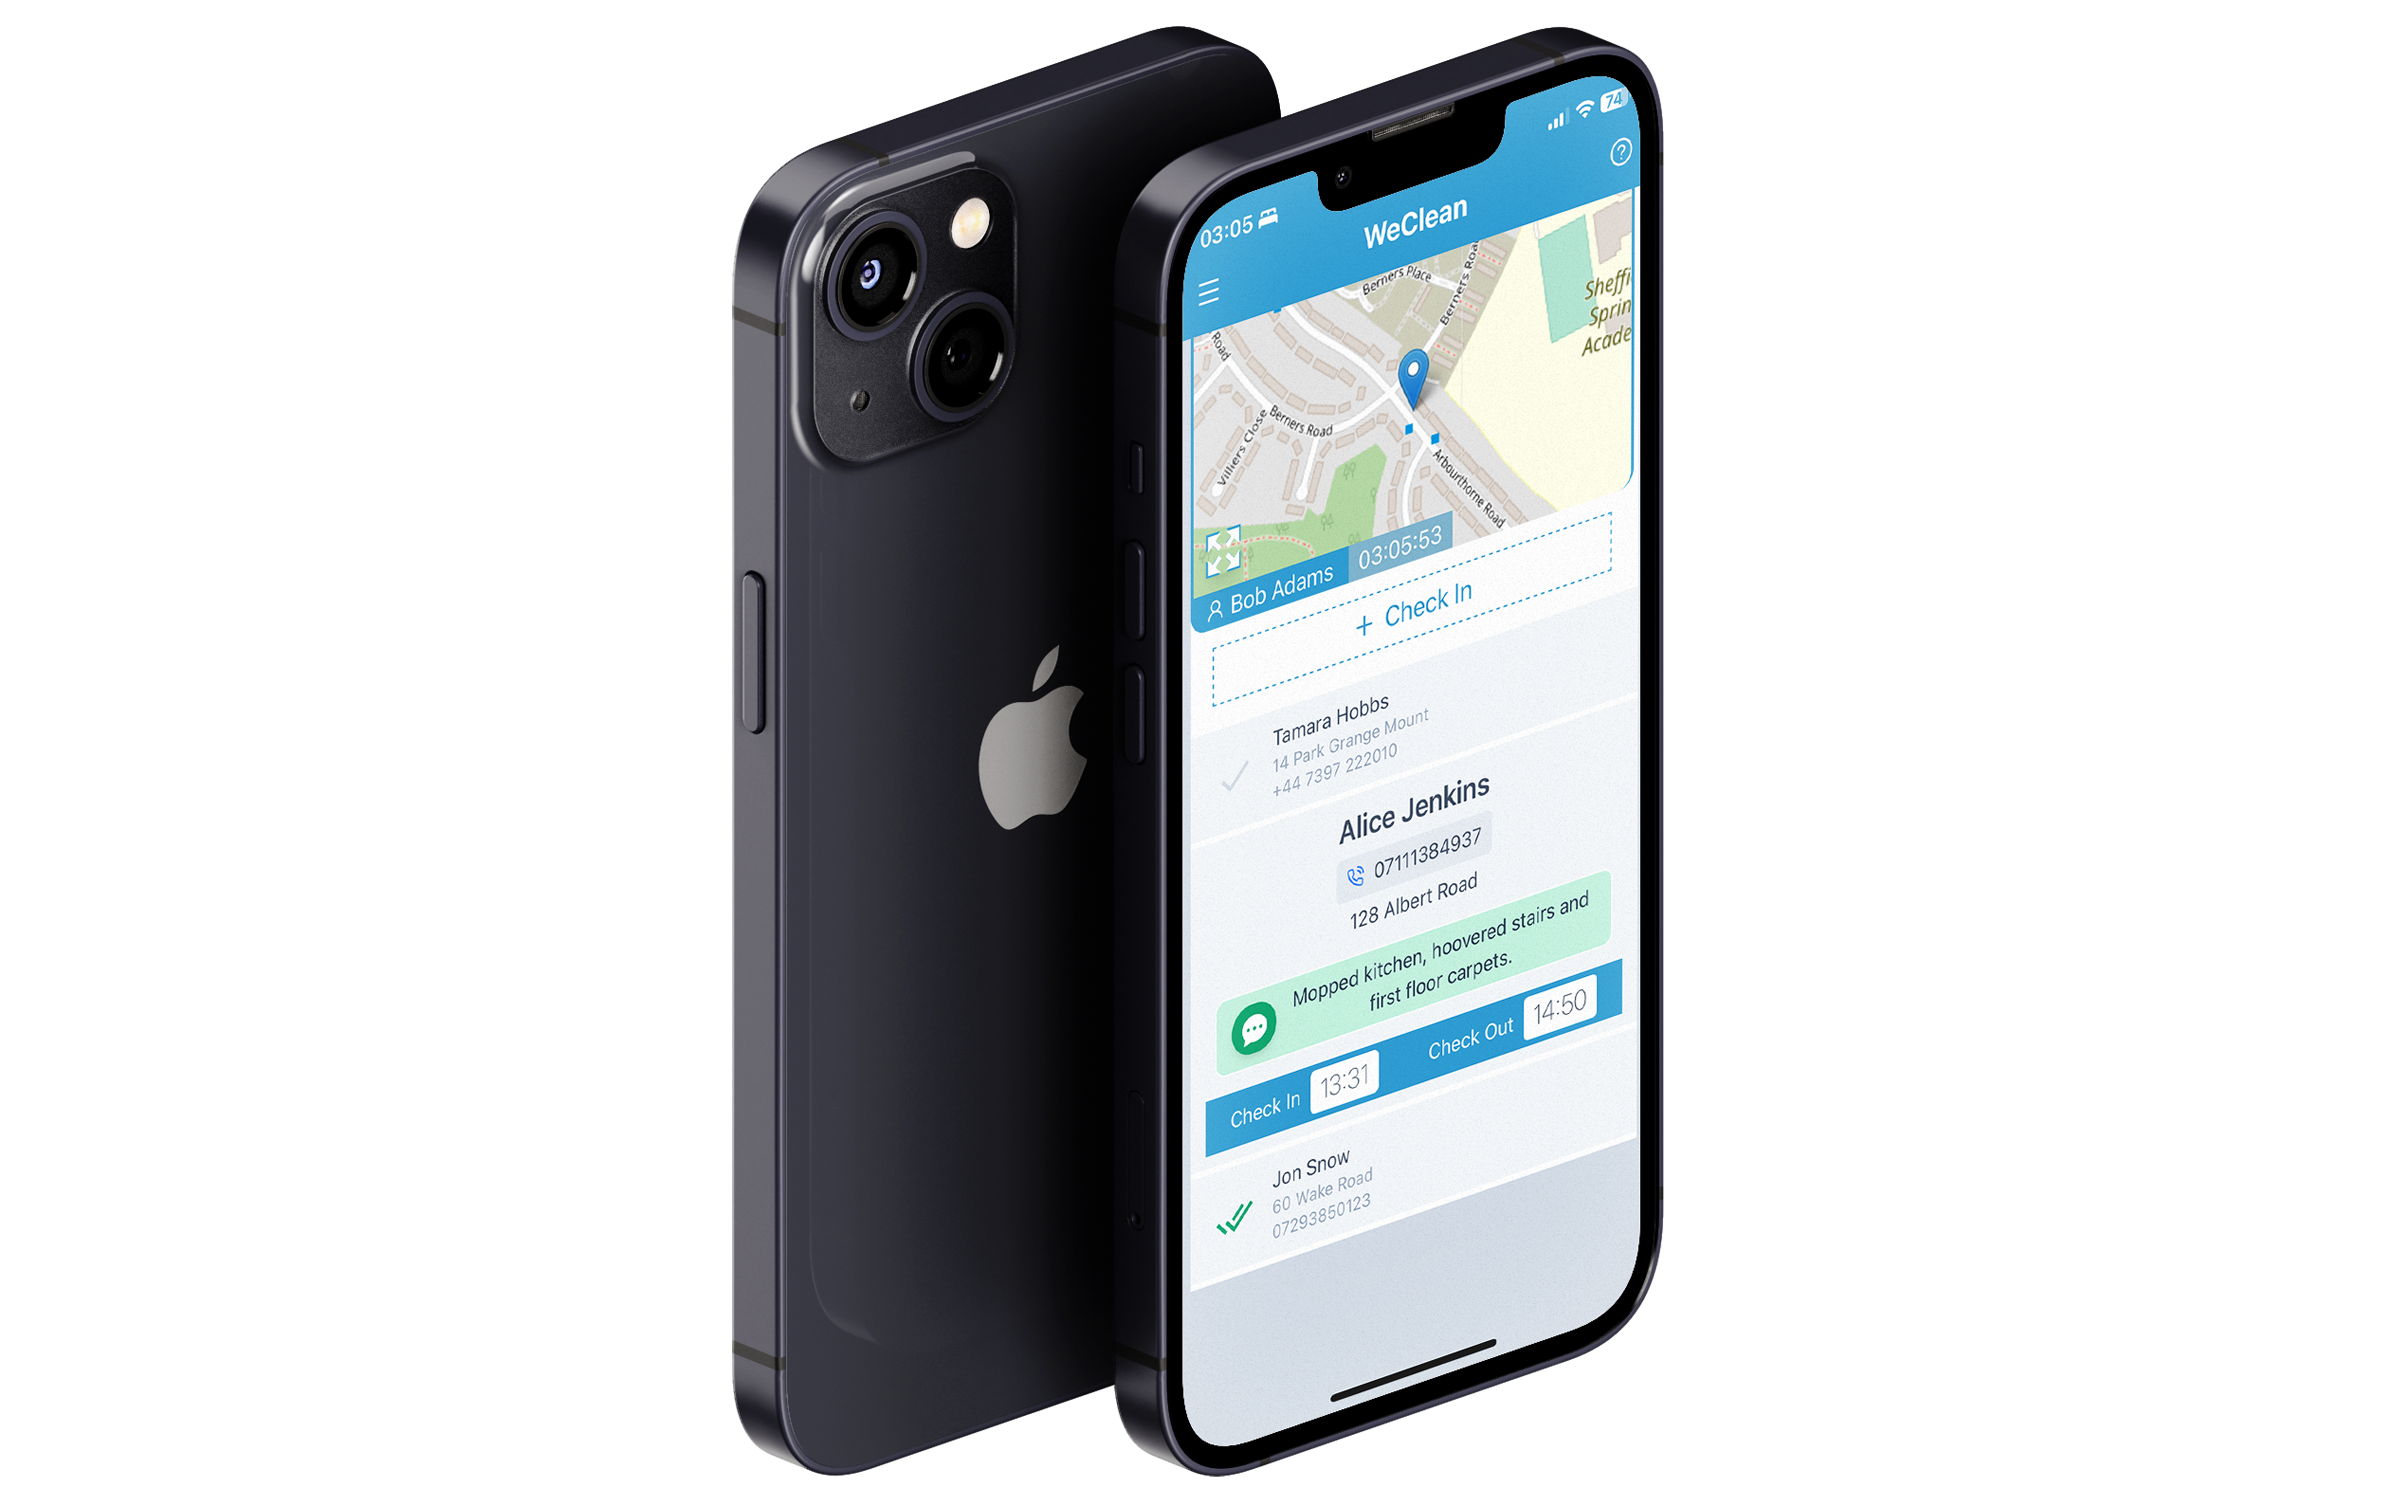 03:05
74
WeClean
Berners Place
Berners Road
Road
Berners Road
Villiers Close
Arbourthorne Road
Sheffi
Sprin
Acade
Bob Adams 03:05:53
+ Check In
Tamara Hobbs
14 Park Grange Mount
+44 7397 222010
Alice Jenkins
07111384937
128 Albert Road
Mopped kitchen, hoovered stairs and
first floor carpets.
Check In 13:31 Check Out 14:50
Jon Snow
60 Wake Road
07293850123